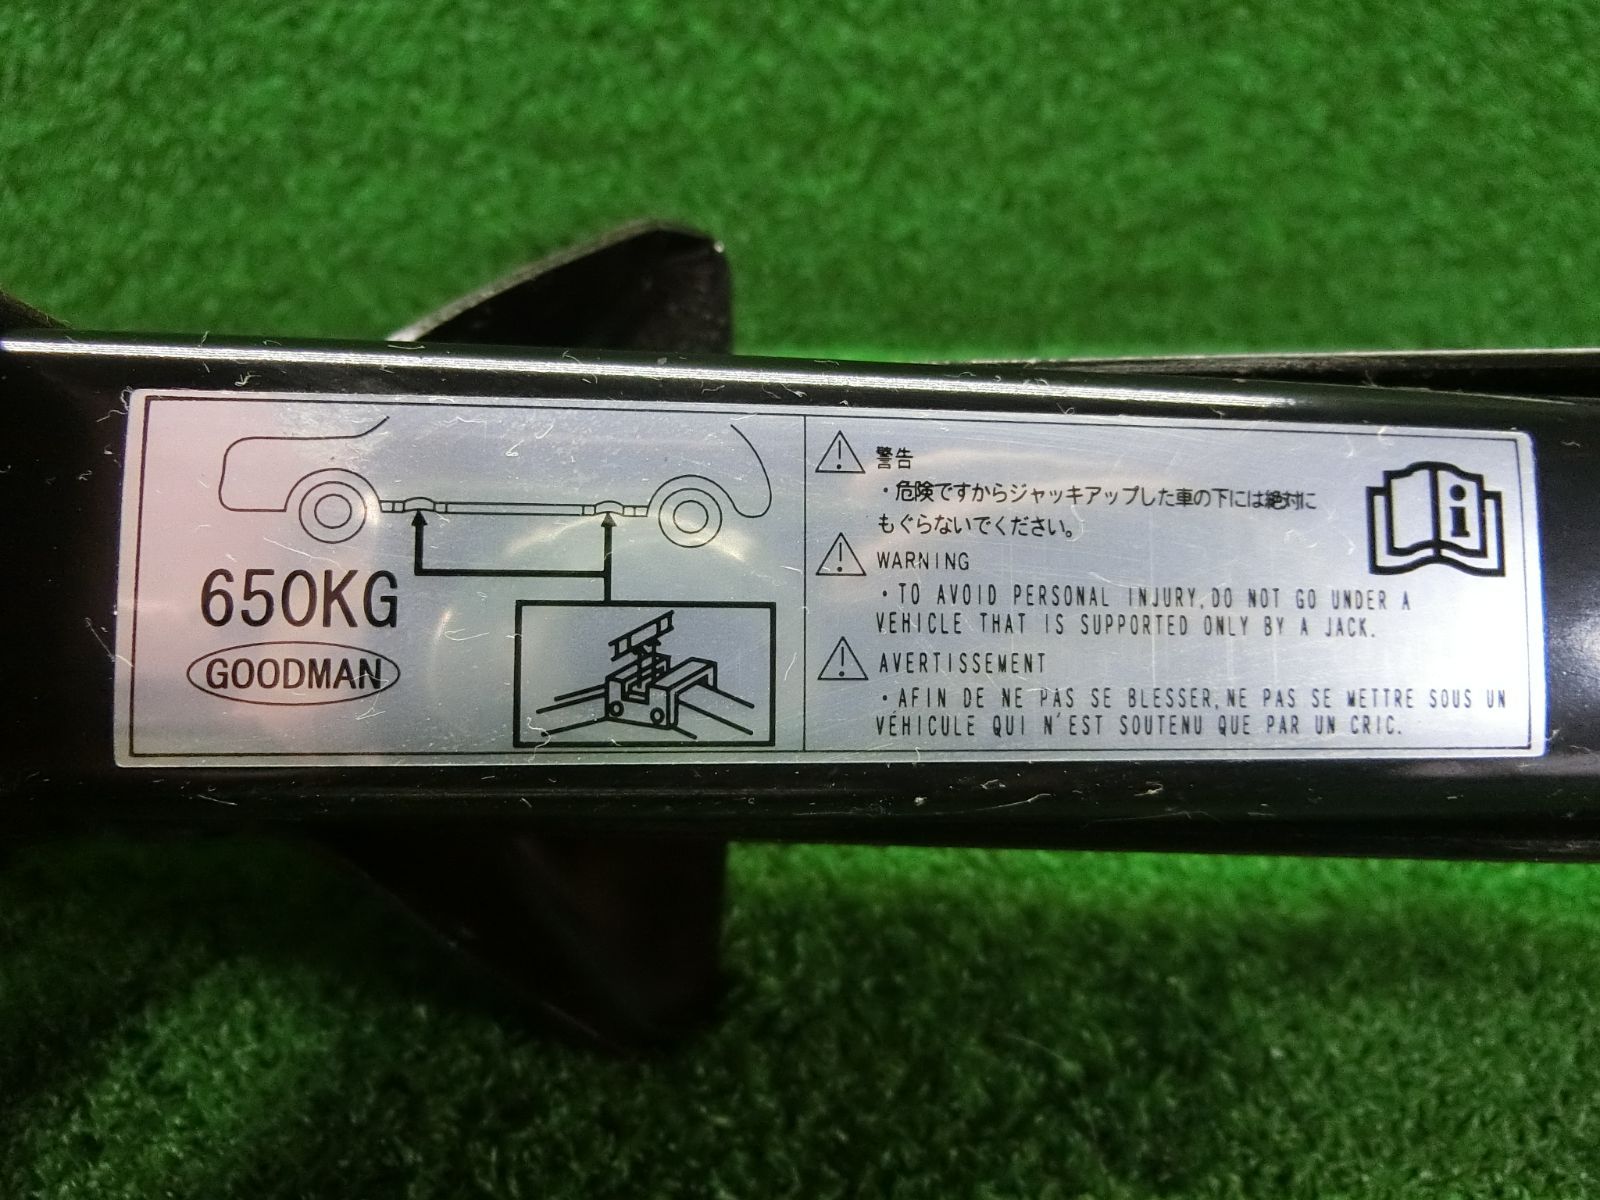 650KG
GOODMAN
警告
・危険ですからジャッキアップした車の下には絶対に
もぐらないでください。
WARNING
・TO AVOID PERSONAL INJURY,DO NOT GO UNDER A
VEHICLE THAT IS SUPPORTED ONLY BY A JACK.
AVERTISSEMENT
・AFIN DE NE PAS SE BLESSER,NE PAS SE METTRE SOUS UN
VÉHICULE QUI N'EST SOUTENU QUE PAR UN CRIC.
i